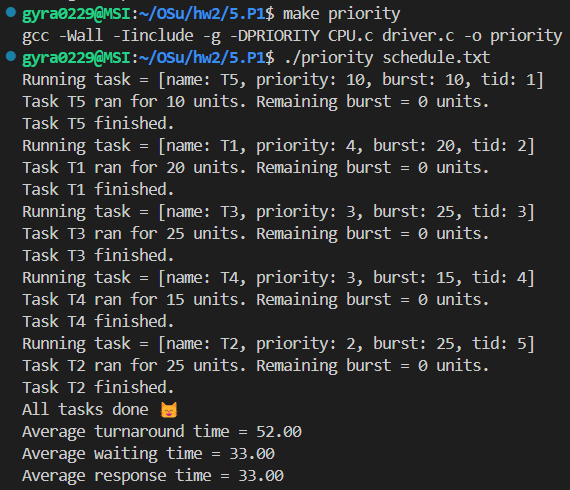 gyra0229@MSI:~/OSu/hw2/5.P1$ make priority
gcc -Wall -Iinclude -g -DPRIORITY CPU.c driver.c -o priority
gyra0229@MSI:~/OSu/hw2/5.P1$ ./priority schedule.txt
Running task = [name: T5, priority: 10, burst: 10, tid: 1]
Task T5 ran for 10 units. Remaining burst = 0 units.
Task T5 finished.
Running task = [name: T1, priority: 4, burst: 20, tid: 2]
Task T1 ran for 20 units. Remaining burst = 0 units.
Task T1 finished.
Running task = [name: T3, priority: 3, burst: 25, tid: 3]
Task T3 ran for 25 units. Remaining burst = 0 units.
Task T3 finished.
Running task = [name: T4, priority: 3, burst: 15, tid: 4]
Task T4 ran for 15 units. Remaining burst = 0 units.
Task T4 finished.
Running task = [name: T2, priority: 2, burst: 25, tid: 5]
Task T2 ran for 25 units. Remaining burst = 0 units.
Task T2 finished.
All tasks done 😸
Average turnaround time = 52.00
Average waiting time = 33.00
Average response time = 33.00